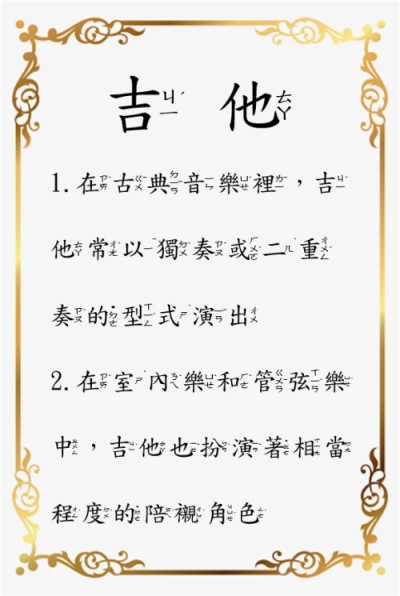 吉他
1.在古典音樂裡，吉
他常以獨奏或二重
奏的型式演出
2.在室內樂和管弦樂
中，吉他也扮演著相當
程度的陪襯角色